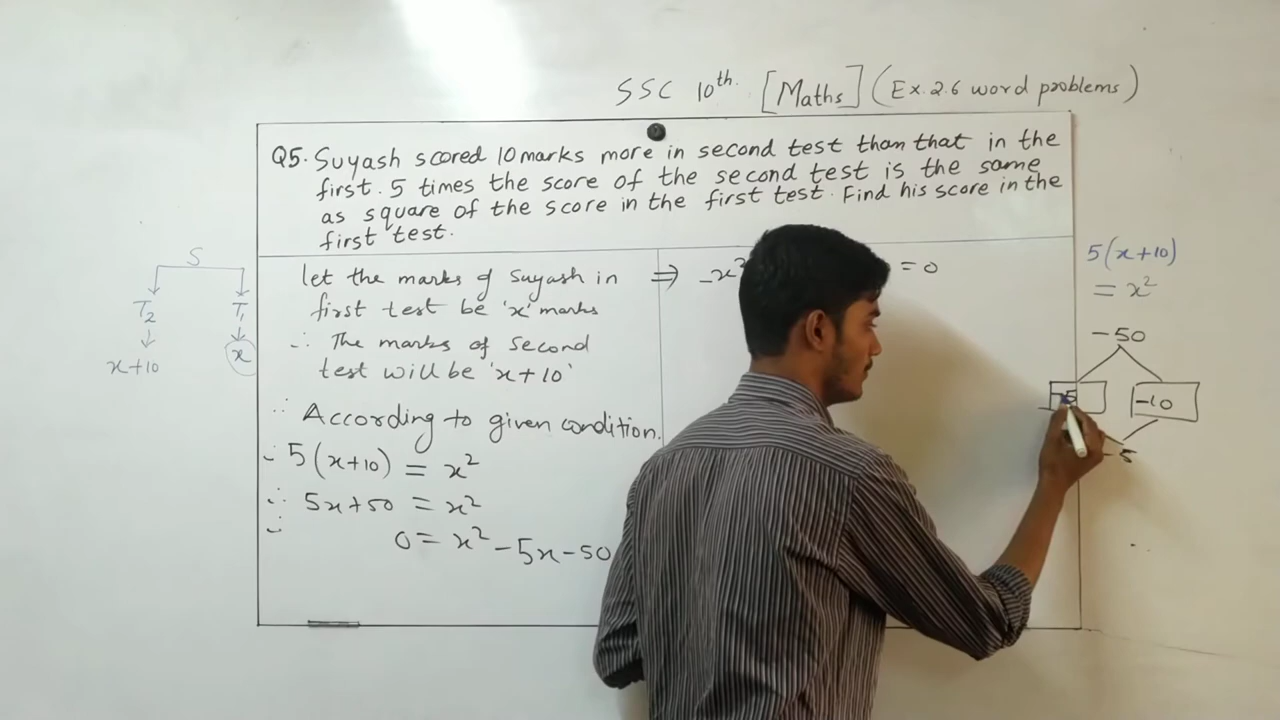 SSC 10th. [Maths] (Ex. 2.6 word problems)
Q5. Suyash scored 10 marks more in second test than that in the
first. 5 times the score of the second test is the same
as square of the score in the first test. Find his score in the
first test.
S
T2 T1
x+10 x
let the marks of Suyash in
first test be 'x' marks
∴ The marks of second
test will be 'x+10'
∴ According to given condition.
∴ 5(x+10) = x²
∴ 5x+50 = x²
∴ 0 = x² - 5x - 50
⇒ x² = 0
5(x+10)
= x²
-50
-10
-5